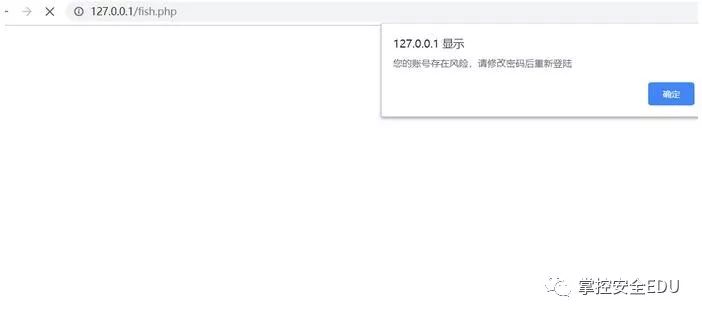 127.0.0.1/fish.php
127.0.0.1 显示
您的账号存在风险，请修改密码后重新登陆
确定
掌控安全EDU